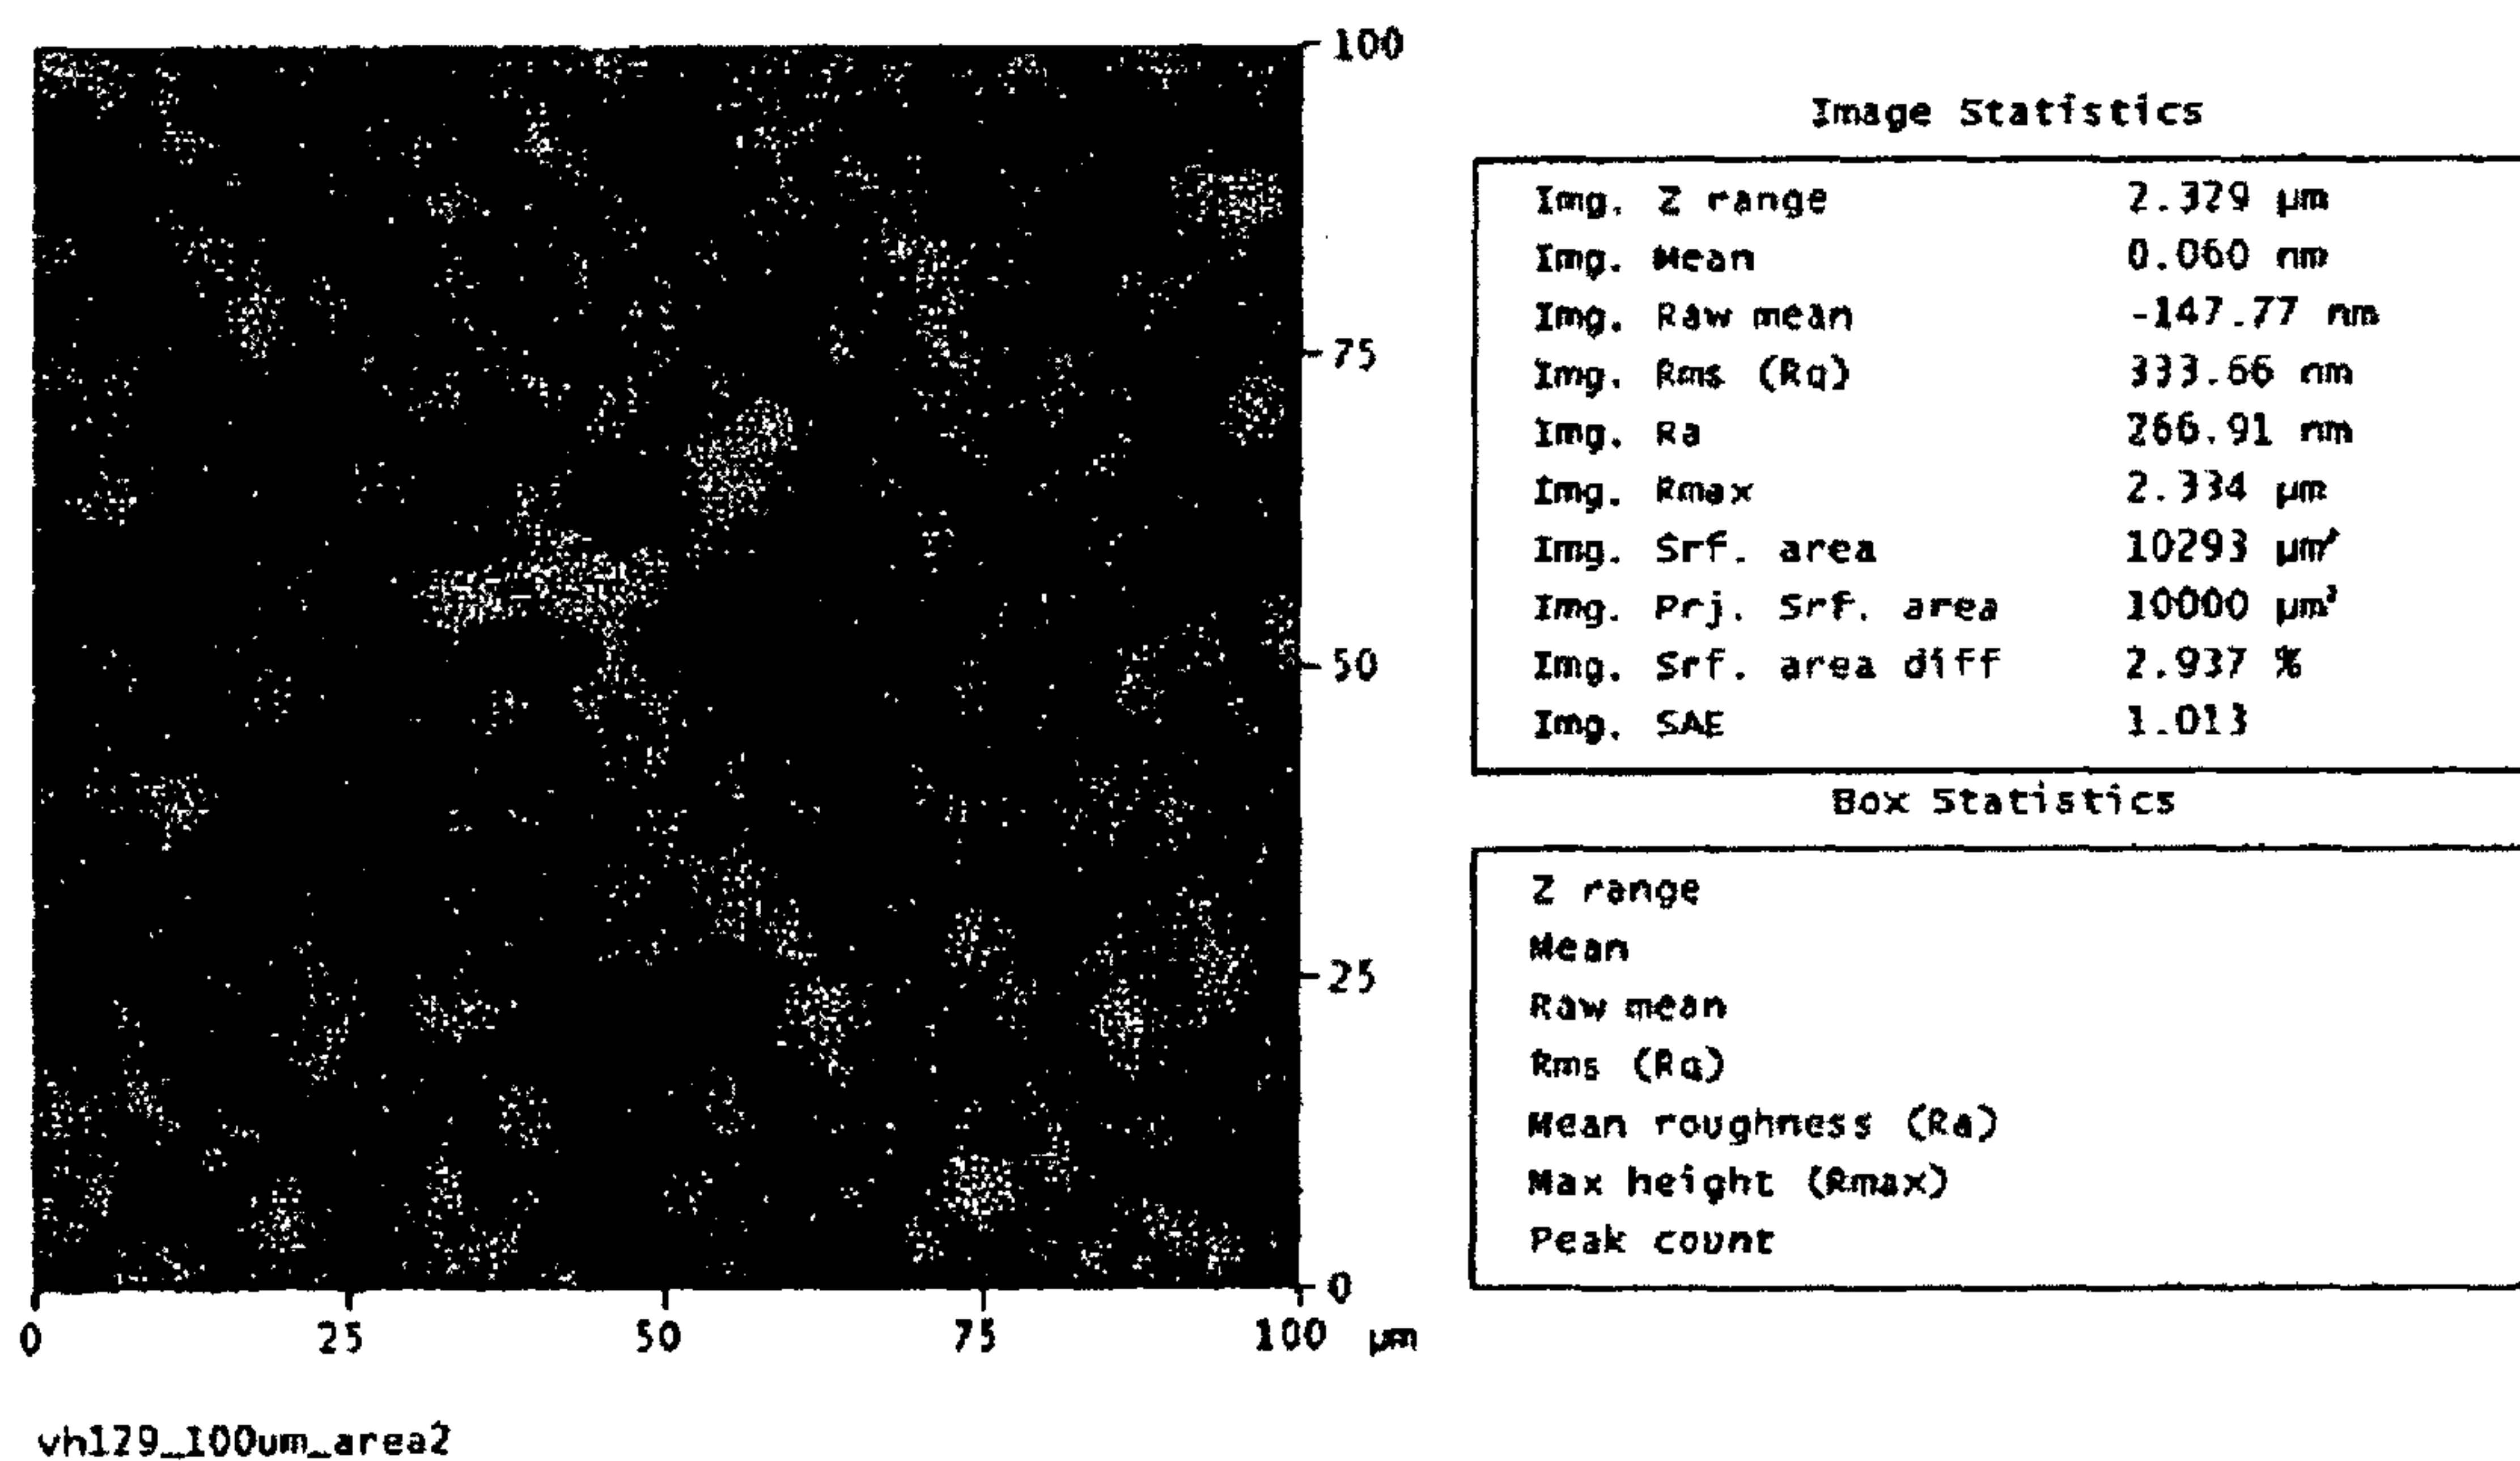 100
75
50
25
0
0 25 50 75 100 µm
vh129_100um_area2
Image Statistics
Img. Z range 2.329 µm
Img. Mean 0.060 nm
Img. Raw mean -147.77 nm
Img. Rms (Rq) 333.66 nm
Img. Ra 266.91 nm
Img. Rmax 2.334 µm
Img. Srf. area 10293 µm²
Img. Prj. Srf. area 10000 µm²
Img. Srf. area diff 2.937 %
Img. SAE 1.013
Box Statistics
Z range
Mean
Raw mean
Rms (Rq)
Mean roughness (Ra)
Max height (Rmax)
Peak count